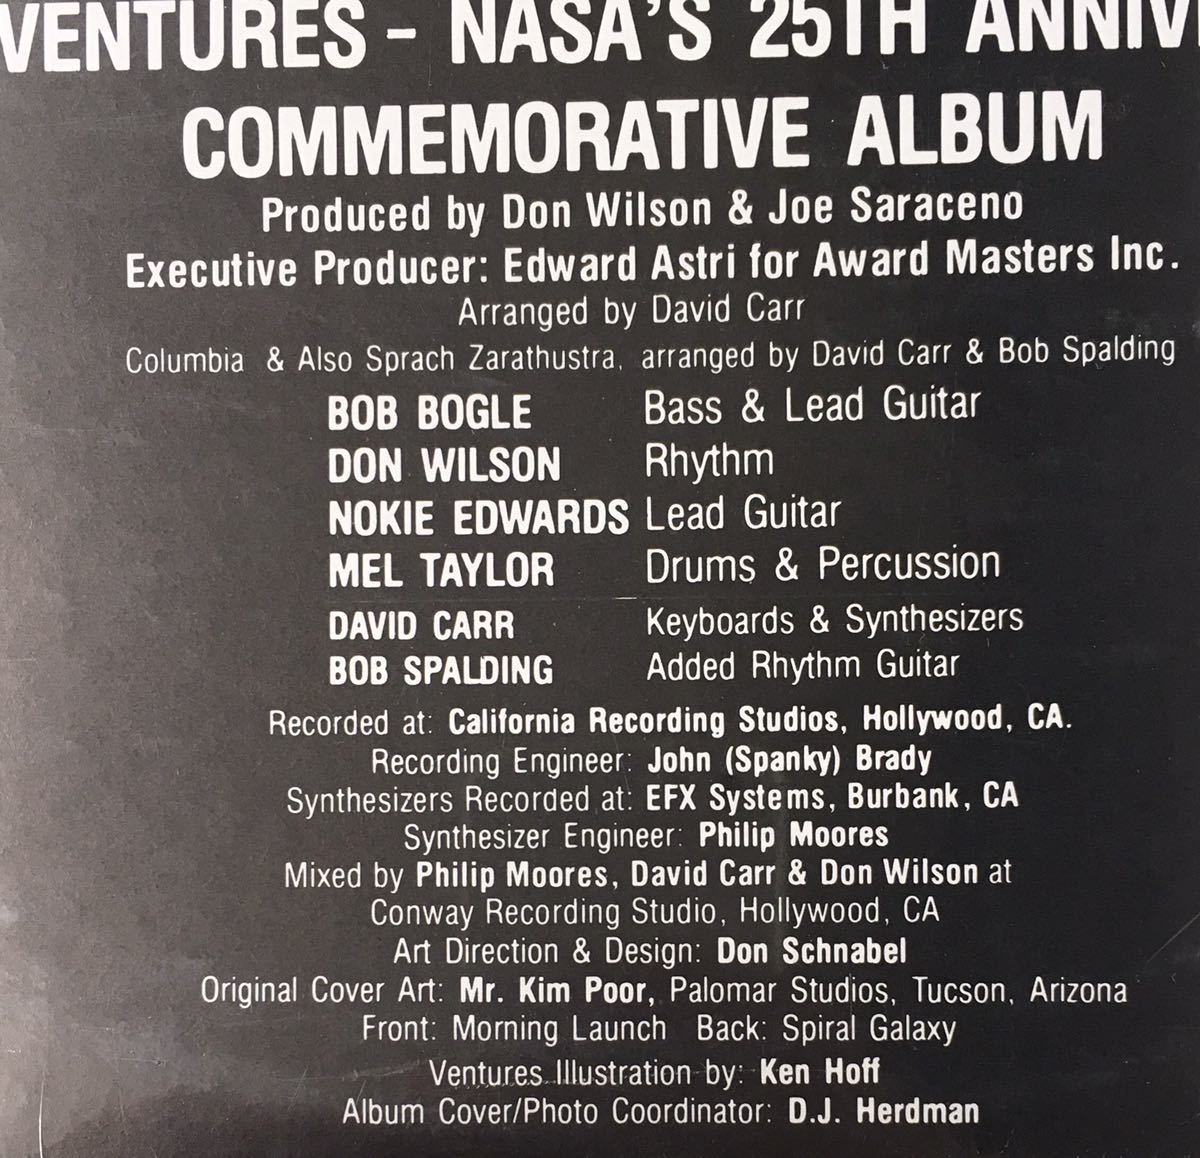 VENTURES - NASA'S 25TH ANNIV
COMMEMORATIVE ALBUM
Produced by Don Wilson & Joe Saraceno
Executive Producer: Edward Astri for Award Masters Inc.
Arranged by David Carr
Columbia & Also Sprach Zarathustra, arranged by David Carr & Bob Spalding
BOB BOGLE Bass & Lead Guitar
DON WILSON Rhythm
NOKIE EDWARDS Lead Guitar
MEL TAYLOR Drums & Percussion
DAVID CARR Keyboards & Synthesizers
BOB SPALDING Added Rhythm Guitar
Recorded at: California Recording Studios, Hollywood, CA.
Recording Engineer: John (Spanky) Brady
Synthesizers Recorded at: EFX Systems, Burbank, CA
Synthesizer Engineer: Philip Moores
Mixed by Philip Moores, David Carr & Don Wilson at
Conway Recording Studio, Hollywood, CA
Art Direction & Design: Don Schnabel
Original Cover Art: Mr. Kim Poor, Palomar Studios, Tucson, Arizona
Front: Morning Launch Back: Spiral Galaxy
Ventures Illustration by: Ken Hoff
Album Cover/Photo Coordinator: D.J. Herdman